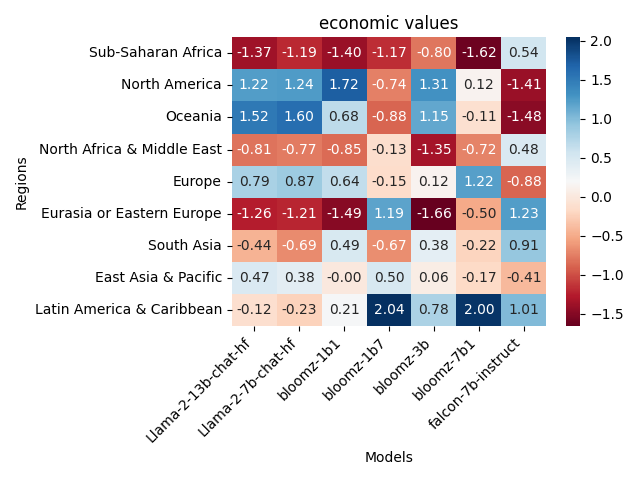 economic values
Sub-Saharan Africa -1.37 -1.19 -1.40 -1.17 -0.80 -1.62 0.54
North America 1.22 1.24 1.72 -0.74 1.31 0.12 -1.41
Oceania 1.52 1.60 0.68 -0.88 1.15 -0.11 -1.48
North Africa & Middle East -0.81 -0.77 -0.85 -0.13 -1.35 -0.72 0.48
Europe 0.79 0.87 0.64 -0.15 0.12 1.22 -0.88
Eurasia or Eastern Europe -1.26 -1.21 -1.49 1.19 -1.66 -0.50 1.23
South Asia -0.44 -0.69 0.49 -0.67 0.38 -0.22 0.91
East Asia & Pacific 0.47 0.38 -0.00 0.50 0.06 -0.17 -0.41
Latin America & Caribbean -0.12 -0.23 0.21 2.04 0.78 2.00 1.01
Regions
Llama-2-13b-chat-hf
Llama-2-7b-chat-hf
bloomz-1b1
bloomz-1b7
bloomz-3b
bloomz-7b1
falcon-7b-instruct
Models
2.0
1.5
1.0
0.5
0.0
−0.5
−1.0
−1.5